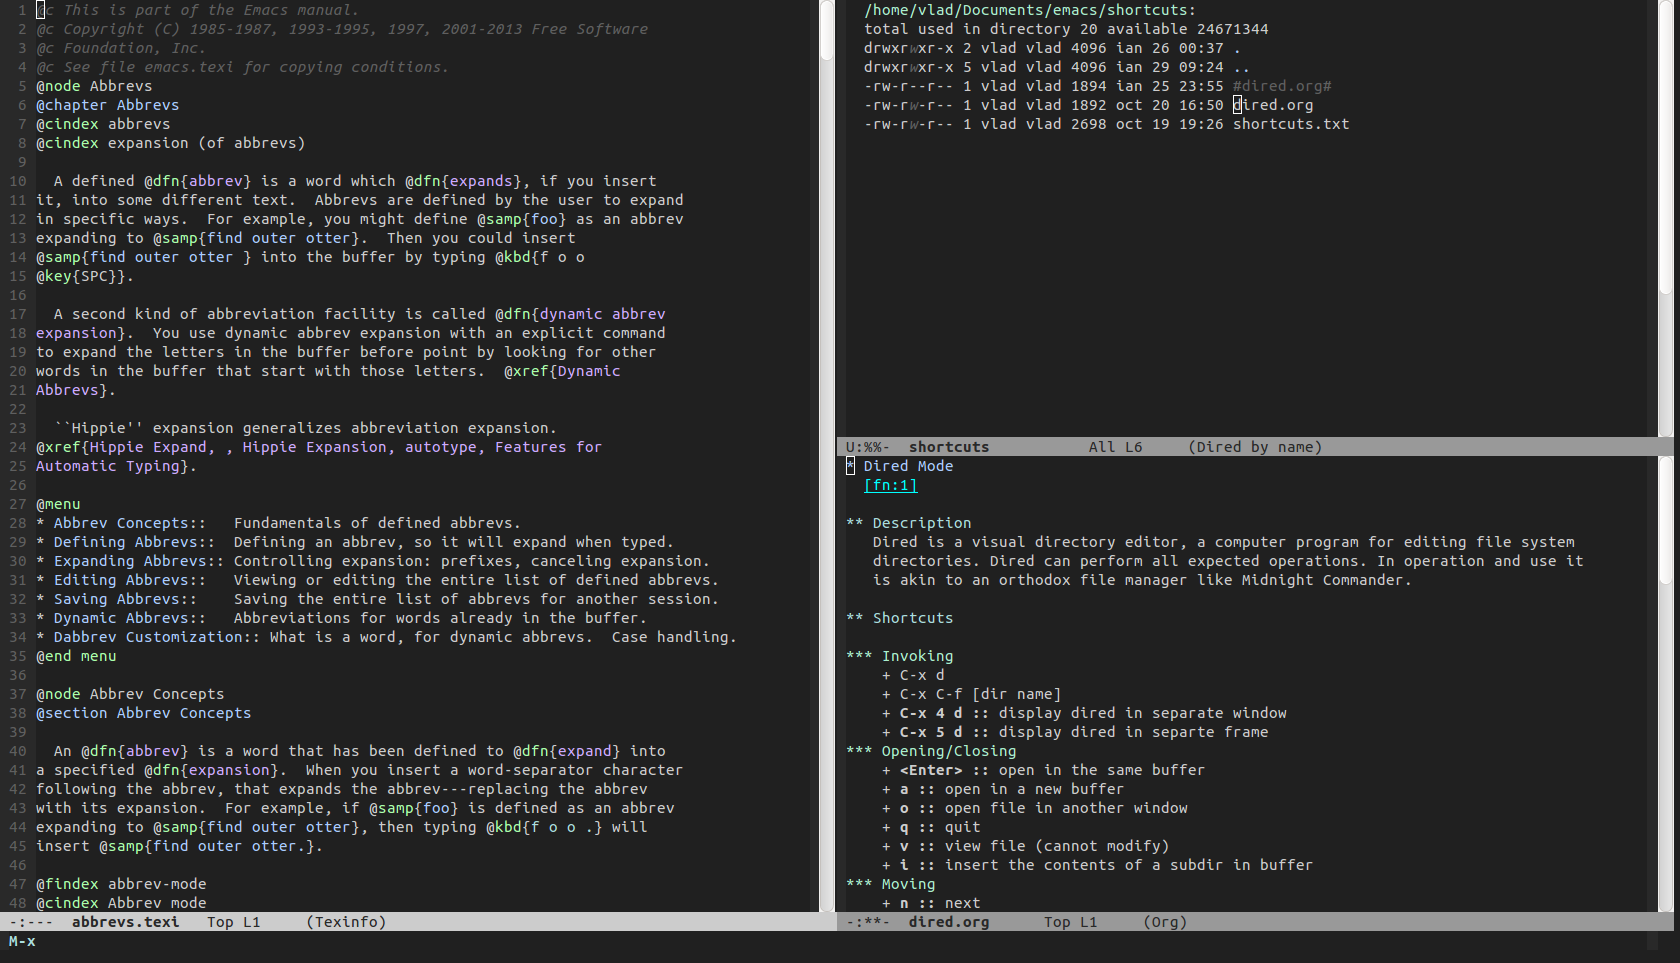 1 @c This is part of the Emacs manual.
2 @c Copyright (C) 1985-1987, 1993-1995, 1997, 2001-2013 Free Software
3 @c Foundation, Inc.
4 @c See file emacs.texi for copying conditions.
5 @node Abbrevs
6 @chapter Abbrevs
7 @cindex abbrevs
8 @cindex expansion (of abbrevs)
9
10   A defined @dfn{abbrev} is a word which @dfn{expands}, if you insert
11 it, into some different text.  Abbrevs are defined by the user to expand
12 in specific ways.  For example, you might define @samp{foo} as an abbrev
13 expanding to @samp{find outer otter}.  Then you could insert
14 @samp{find outer otter } into the buffer by typing @kbd{f o o
15 @key{SPC}}.
16
17   A second kind of abbreviation facility is called @dfn{dynamic abbrev
18 expansion}.  You use dynamic abbrev expansion with an explicit command
19 to expand the letters in the buffer before point by looking for other
20 words in the buffer that start with those letters.  @xref{Dynamic
21 Abbrevs}.
22
23   ``Hippie'' expansion generalizes abbreviation expansion.
24 @xref{Hippie Expand, , Hippie Expansion, autotype, Features for
25 Automatic Typing}.
26
27 @menu
28 * Abbrev Concepts::   Fundamentals of defined abbrevs.
29 * Defining Abbrevs::  Defining an abbrev, so it will expand when typed.
30 * Expanding Abbrevs:: Controlling expansion: prefixes, canceling expansion.
31 * Editing Abbrevs::   Viewing or editing the entire list of defined abbrevs.
32 * Saving Abbrevs::    Saving the entire list of abbrevs for another session.
33 * Dynamic Abbrevs::   Abbreviations for words already in the buffer.
34 * Dabbrev Customization:: What is a word, for dynamic abbrevs.  Case handling.
35 @end menu
36
37 @node Abbrev Concepts
38 @section Abbrev Concepts
39
40   An @dfn{abbrev} is a word that has been defined to @dfn{expand} into
41 a specified @dfn{expansion}.  When you insert a word-separator character
42 following the abbrev, that expands the abbrev---replacing the abbrev
43 with its expansion.  For example, if @samp{foo} is defined as an abbrev
44 expanding to @samp{find outer otter}, then typing @kbd{f o o .} will
45 insert @samp{find outer otter.}.
46
47 @findex abbrev-mode
48 @cindex Abbrev mode
-:---  abbrevs.texi   Top L1     (Texinfo)
/home/vlad/Documents/emacs/shortcuts:
total used in directory 20 available 24671344
drwxrwxr-x 2 vlad vlad 4096 ian 26 00:37 .
drwxrwxr-x 5 vlad vlad 4096 ian 29 09:24 ..
-rw-r--r-- 1 vlad vlad 1894 ian 25 23:55 #dired.org#
-rw-rw-r-- 1 vlad vlad 1892 oct 20 16:50 dired.org
-rw-rw-r-- 1 vlad vlad 2698 oct 19 19:26 shortcuts.txt
U:%%-  shortcuts           All L6     (Dired by name)
* Dired Mode
  [fn:1]

** Description
   Dired is a visual directory editor, a computer program for editing file system
   directories. Dired can perform all expected operations. In operation and use it
   is akin to an orthodox file manager like Midnight Commander.

** Shortcuts

*** Invoking
    + C-x d
    + C-x C-f [dir name]
    + C-x 4 d :: display dired in separate window
    + C-x 5 d :: display dired in separte frame
*** Opening/Closing
    + <Enter> :: open in the same buffer
    + a :: open in a new buffer
    + o :: open file in another window
    + q :: quit
    + v :: view file (cannot modify)
    + i :: insert the contents of a subdir in buffer
*** Moving
    + n :: next
-:**-  dired.org      Top L1     (Org)
M-x